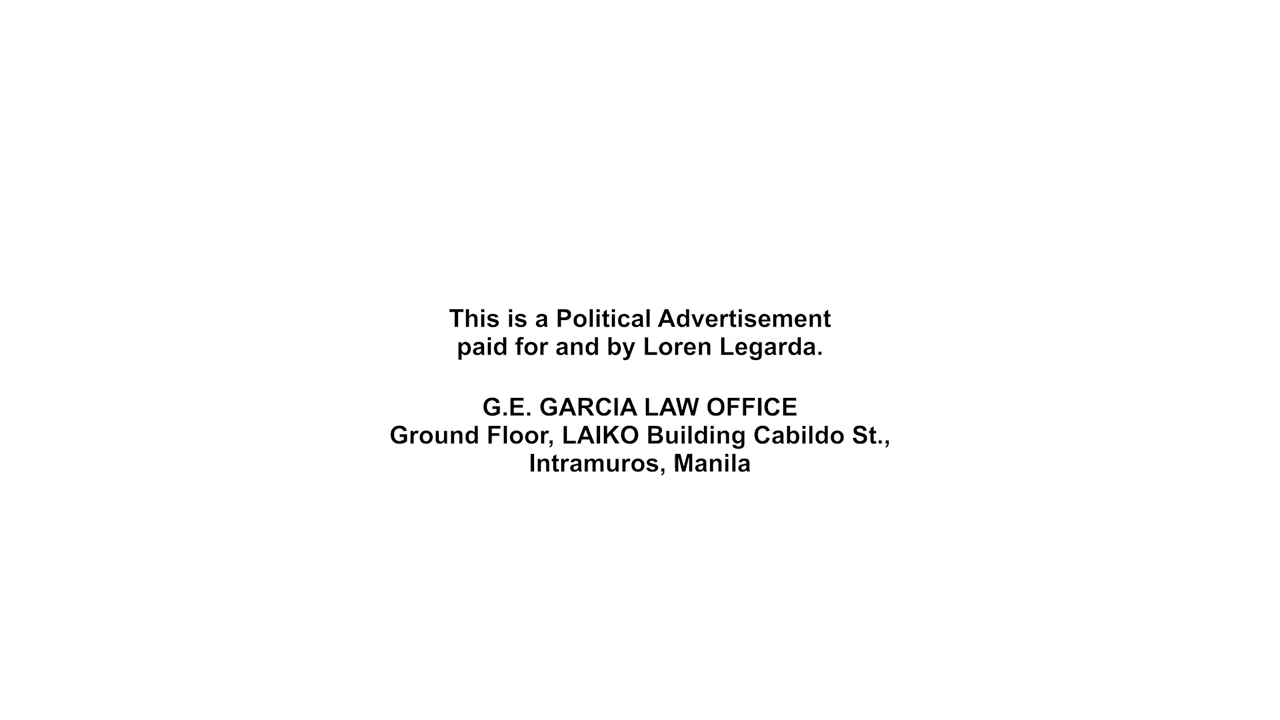 This is a Political Advertisement
paid for and by Loren Legarda.
G.E. GARCIA LAW OFFICE
Ground Floor, LAIKO Building Cabildo St.,
Intramuros, Manila